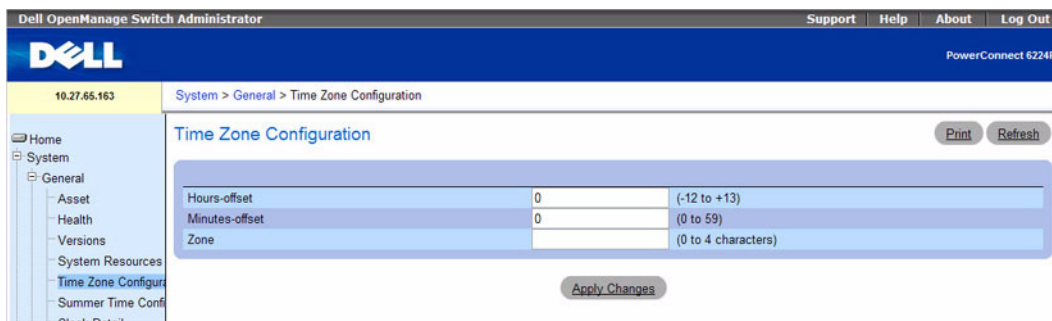 Dell OpenManage Switch Administrator
Support | Help | About | Log Out
DELL
PowerConnect 6224F
10.27.65.163
System > General > Time Zone Configuration
Home
System
General
Asset
Health
Versions
System Resources
Time Zone Configura
Summer Time Confi
Time Zone Configuration
Print
Refresh
Hours-offset 0 (-12 to +13)
Minutes-offset 0 (0 to 59)
Zone (0 to 4 characters)
Apply Changes